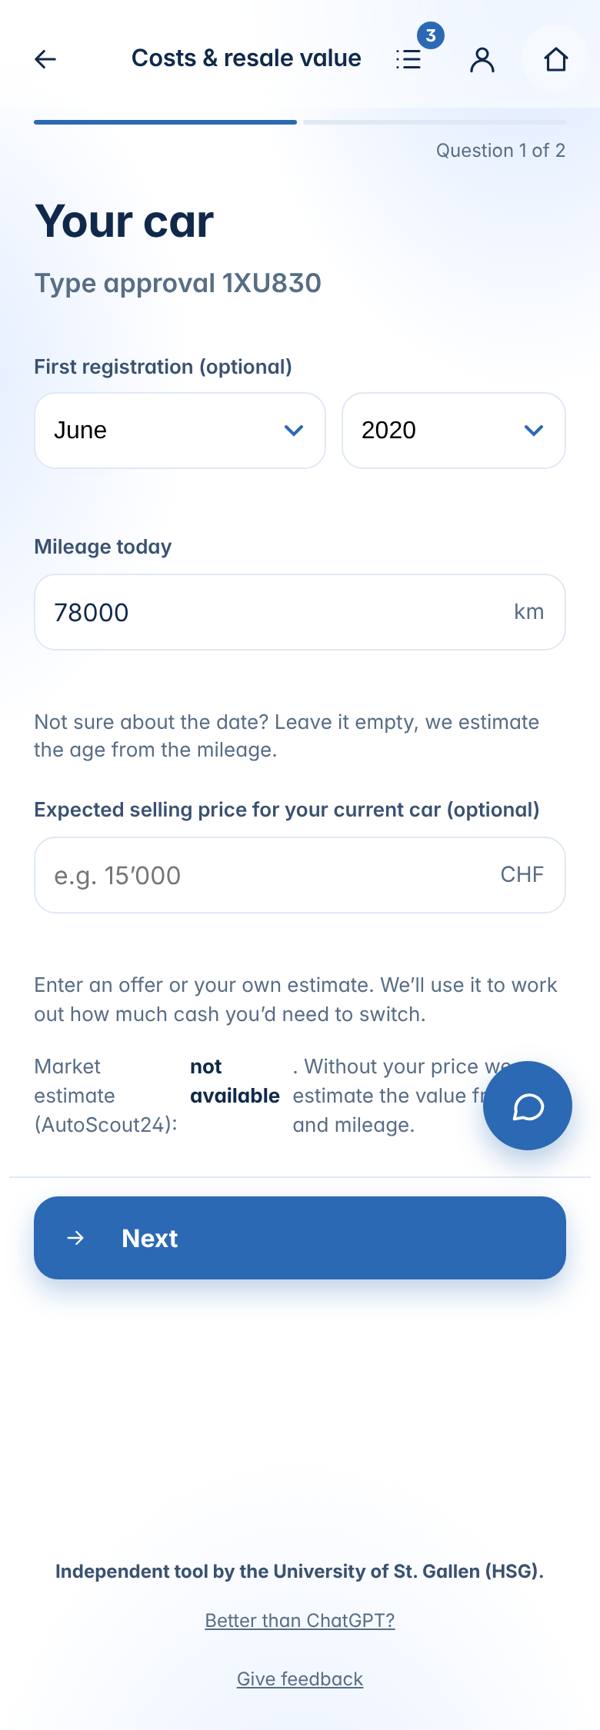 Costs & resale value
3
Question 1 of 2
Your car
Type approval 1XU830
First registration (optional)
June
2020
Mileage today
78000
km
Not sure about the date? Leave it empty, we estimate
the age from the mileage.
Expected selling price for your current car (optional)
e.g. 15’000
CHF
Enter an offer or your own estimate. We’ll use it to work
out how much cash you’d need to switch.
Market
estimate
(AutoScout24):
not
available
. Without your price we
estimate the value
and mileage.
Next
Independent tool by the University of St. Gallen (HSG).
Better than ChatGPT?
Give feedback